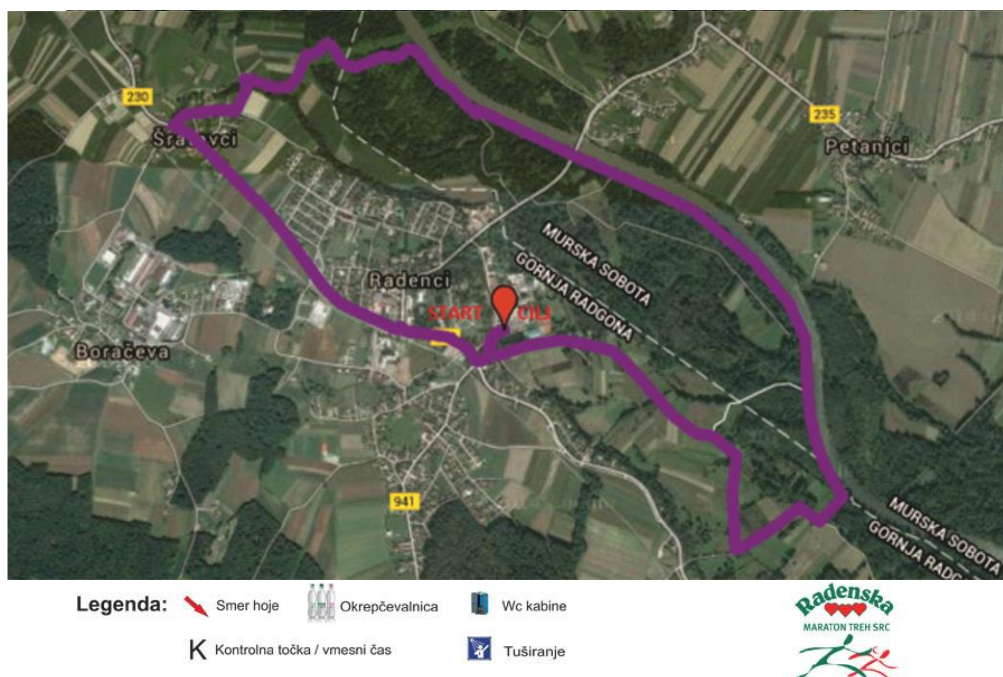 230
235
Petanjci
MURSKA SOBOTA
GORNJA RADGONA
Radenci
START
CILJ
Boračeva
941
MURSKA SOBOTA
Legenda:
Smer hoje
Okrepčevalnica
Wc kabine
K Kontrolna točka / vmesni čas
Tuširanje
Radenska
MARATON TREH SRC